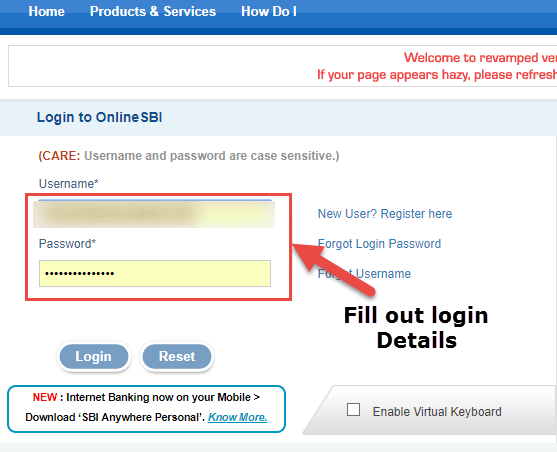 Home Products & Services How Do I
Welcome to revamped ver
If your page appears hazy, please refresh
Login to OnlineSBI
(CARE: Username and password are case sensitive.)
Username*
New User? Register here
Password*
Forgot Login Password
Forgot Username
Fill out login
Details
Login Reset
NEW : Internet Banking now on your Mobile >
Download ‘SBI Anywhere Personal’. Know More.
Enable Virtual Keyboard